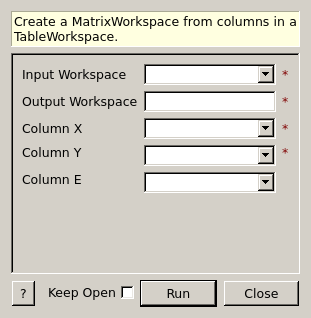 Create a MatrixWorkspace from columns in a
TableWorkspace.
Input Workspace *
Output Workspace *
Column X *
Column Y *
Column E
? Keep Open Run Close